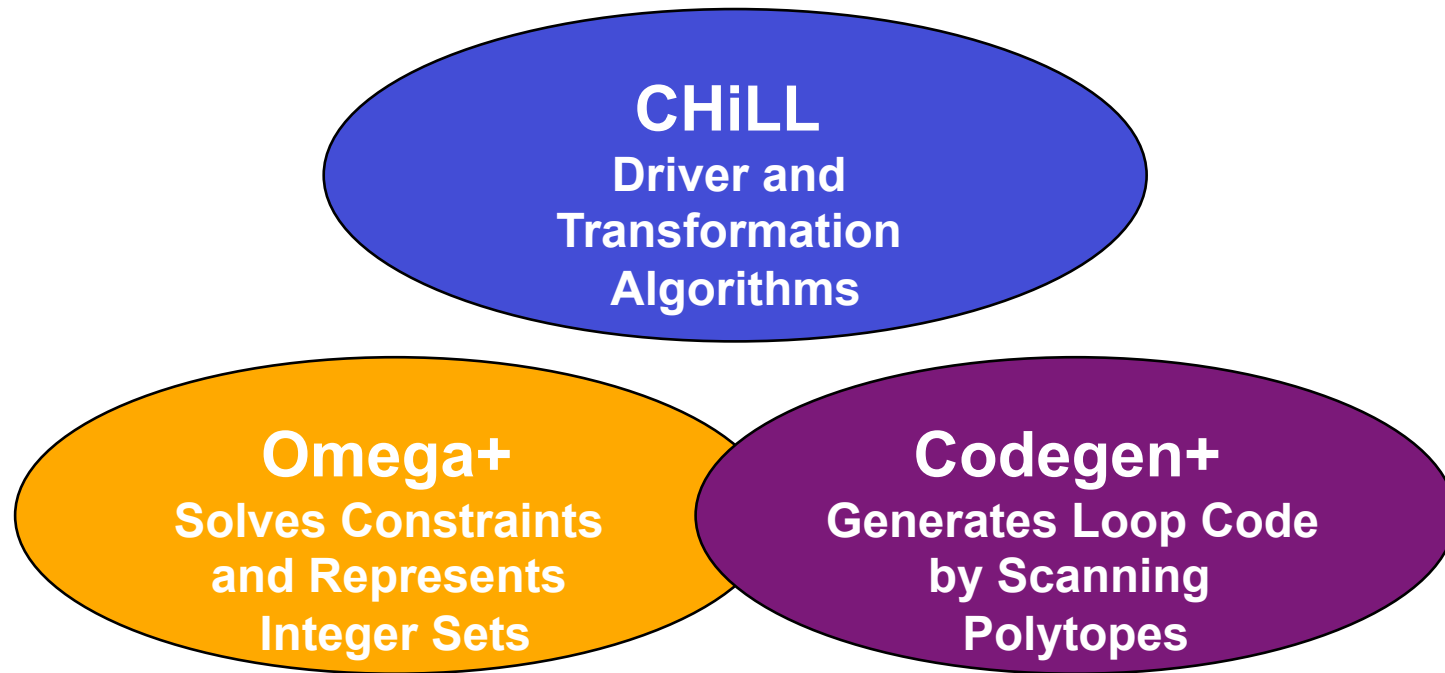 CHiLL
Driver and
Transformation
Algorithms
Omega+
Solves Constraints
and Represents
Integer Sets
Codegen+
Generates Loop Code
by Scanning
Polytopes